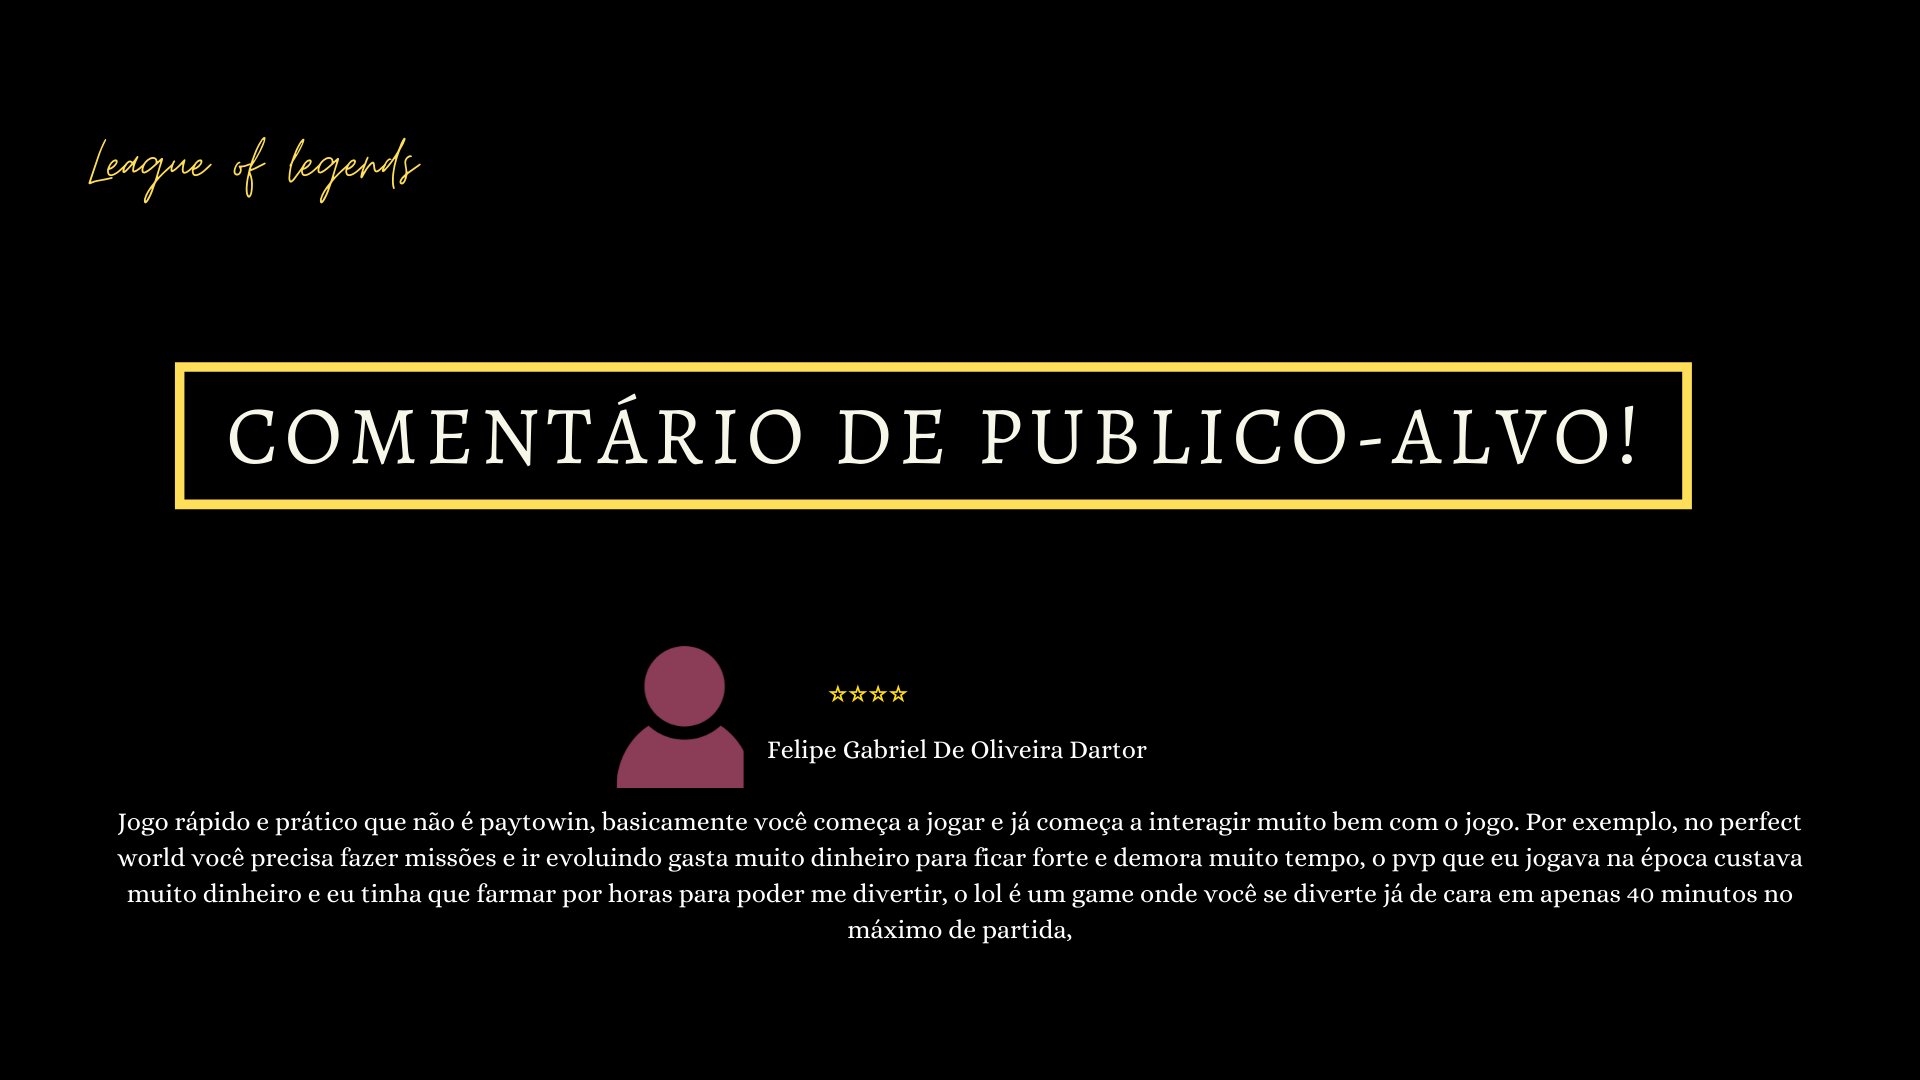 League of legends
COMENTÁRIO DE PUBLICO-ALVO!
☆☆☆☆
Felipe Gabriel De Oliveira Dartor
Jogo rápido e prático que não é paytowin, basicamente você começa a jogar e já começa a interagir muito bem com o jogo. Por exemplo, no perfect
world você precisa fazer missões e ir evoluindo gasta muito dinheiro para ficar forte e demora muito tempo, o pvp que eu jogava na época custava
muito dinheiro e eu tinha que farmar por horas para poder me divertir, o lol é um game onde você se diverte já de cara em apenas 40 minutos no
máximo de partida,